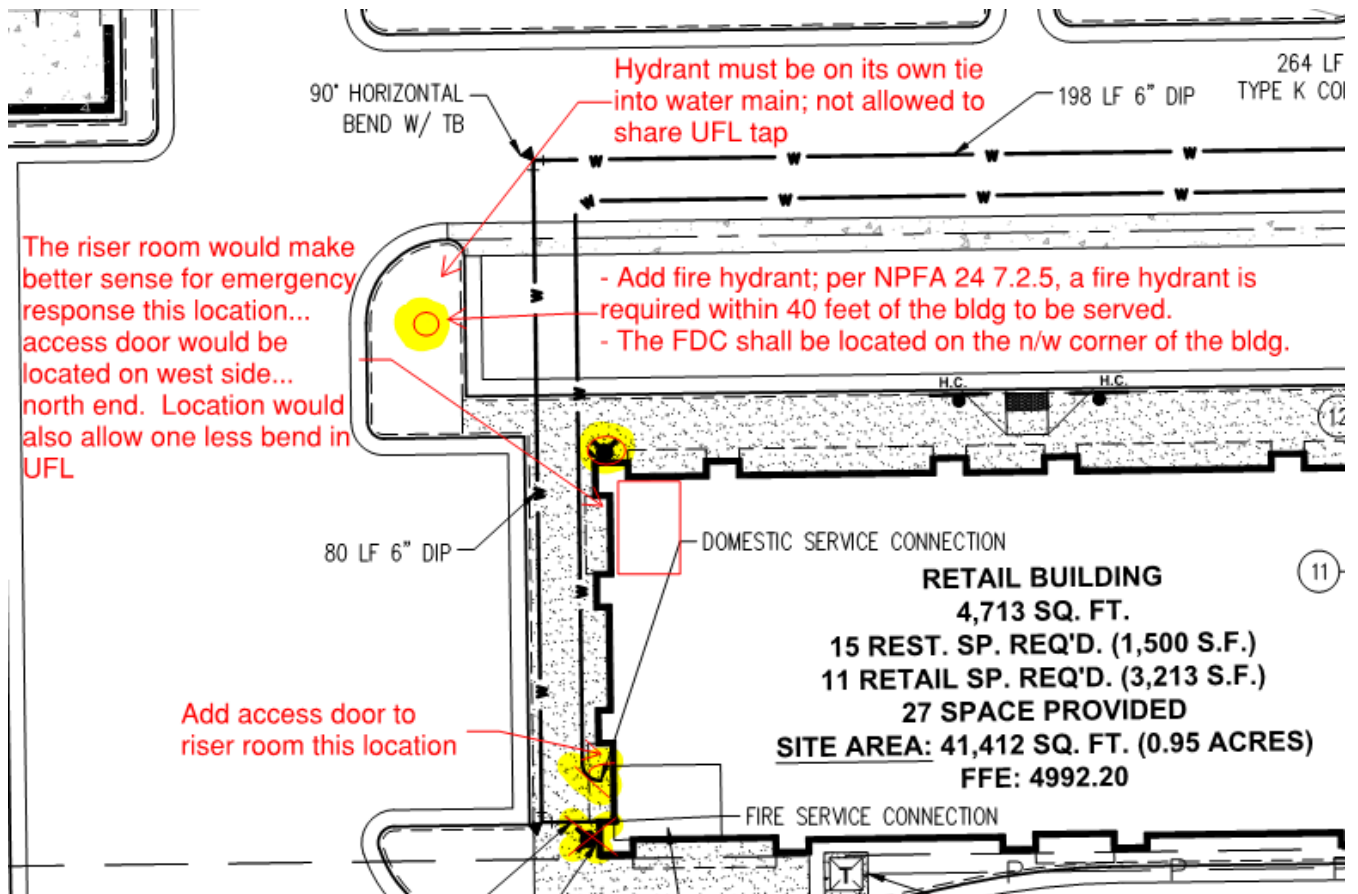 Hydrant must be on its own tie
into water main; not allowed to
share UFL tap
90° HORIZONTAL
BEND W/ TB
198 LF 6" DIP
264 LF
TYPE K
W W W W
W W W W
The riser room would make
better sense for emergency
response this location...
access door would be
located on west side...
north end. Location would
also allow one less bend in
UFL
- Add fire hydrant; per NPFA 24 7.2.5, a fire hydrant is
required within 40 feet of the bldg to be served.
- The FDC shall be located on the n/w corner of the bldg.
W
W
H.C. H.C.
12
W
80 LF 6" DIP
DOMESTIC SERVICE CONNECTION
RETAIL BUILDING
4,713 SQ. FT.
15 REST. SP. REQ'D. (1,500 S.F.)
11 RETAIL SP. REQ'D. (3,213 S.F.)
27 SPACE PROVIDED
SITE AREA: 41,412 SQ. FT. (0.95 ACRES)
FFE: 4992.20
11
W
W
Add access door to
riser room this location
FIRE SERVICE CONNECTION
T
P P